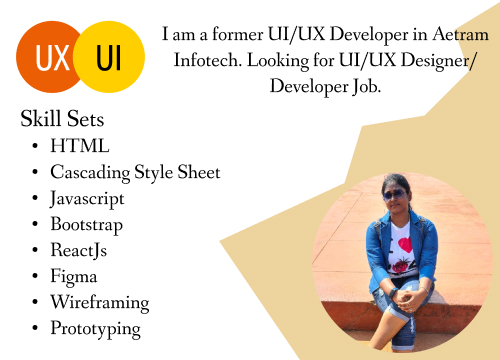 UX UI
I am a former UI/UX Developer in Aetram
Infotech. Looking for UI/UX Designer/
Developer Job.
Skill Sets
• HTML
• Cascading Style Sheet
• Javascript
• Bootstrap
• ReactJs
• Figma
• Wireframing
• Prototyping